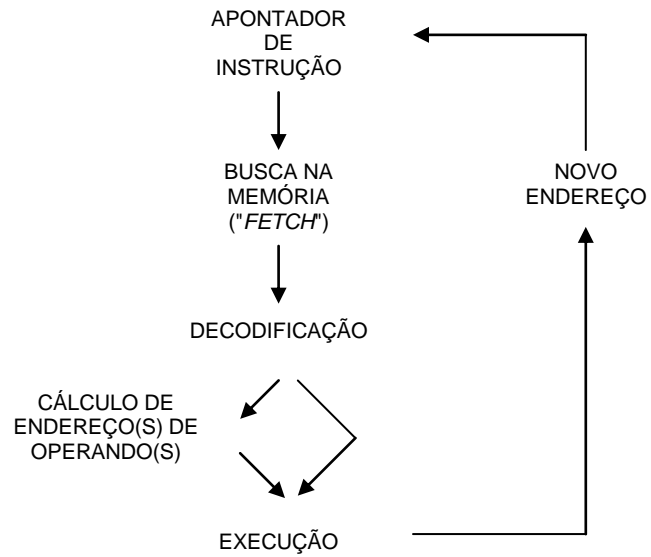 APONTADOR
DE
INSTRUÇÃO
BUSCA NA
MEMÓRIA
("FETCH")
NOVO
ENDEREÇO
DECODIFICAÇÃO
CÁLCULO DE
ENDEREÇO(S) DE
OPERANDO(S)
EXECUÇÃO